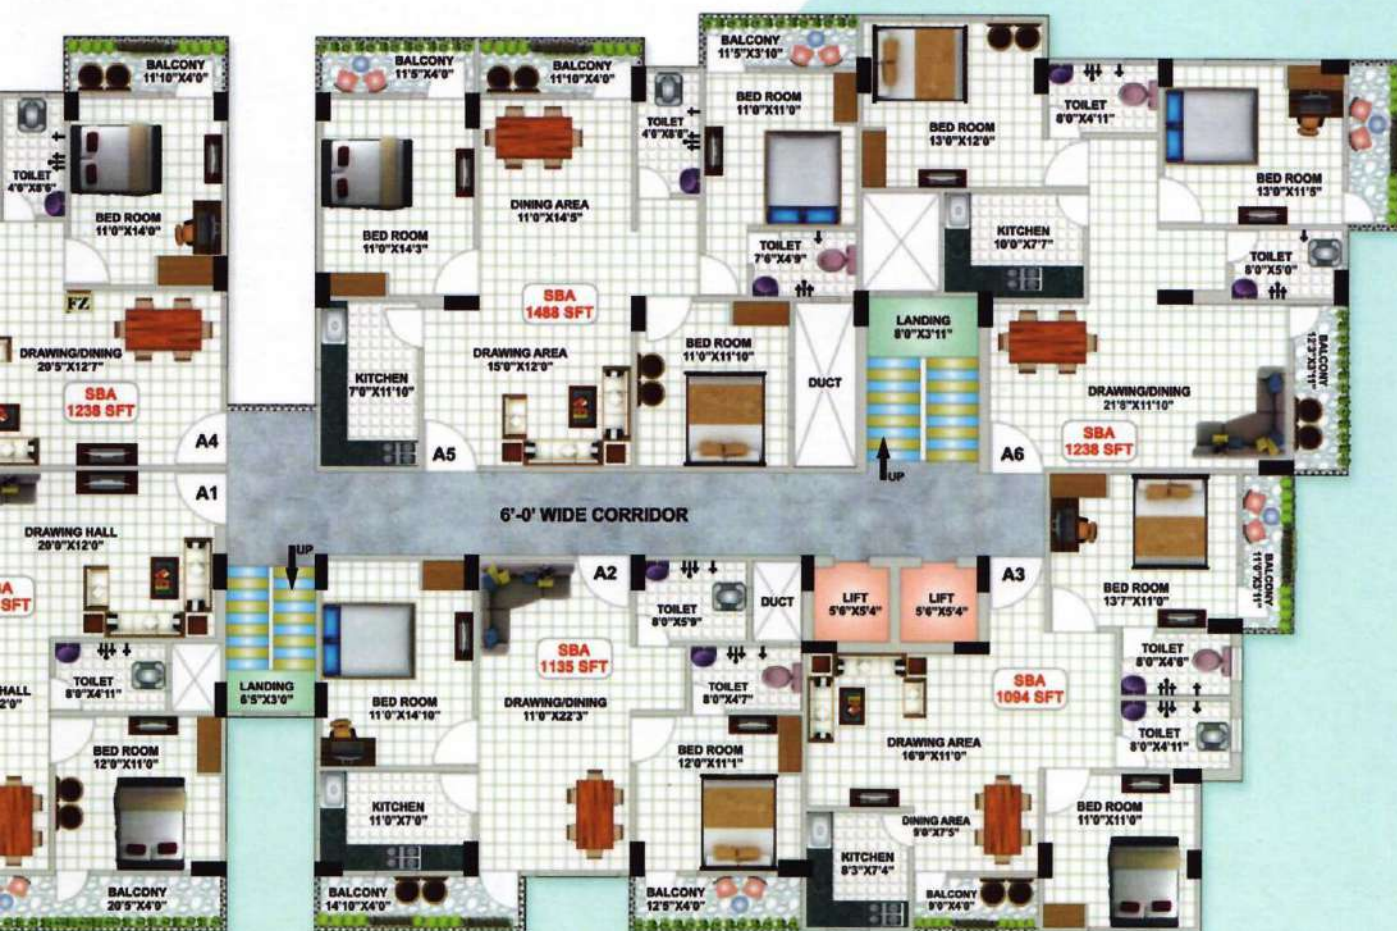 BALCONY
11'10"X4'0"
TOILET
4'6"X8'6"
BED ROOM
11'0"X14'0"
FZ
DRAWING/DINING
20'5"X12'7"
SBA
1238 SFT
A4
BALCONY
11'5"X4'0"
BALCONY
11'10"X4'0"
BED ROOM
11'0"X14'3"
DINING AREA
11'0"X14'5"
TOILET
SBA
1488 SFT
DRAWING AREA
15'0"X12'0"
KITCHEN
7'0"X11'10"
A5
BALCONY
11'5"X3'10"
BED ROOM
11'0"X11'0"
TOILET
7'6"X4'9"
BED ROOM
11'0"X11'10"
DUCT
BED ROOM
13'0"X12'0"
TOILET
8'0"X4'11"
BED ROOM
13'0"X11'5"
KITCHEN
10'0"X7'7"
TOILET
8'0"X5'0"
LANDING
8'0"X3'11"
UP
DRAWING/DINING
21'8"X11'10"
BALCONY
12'3"X3'11"
SBA
1238 SFT
A6
6'-0' WIDE CORRIDOR
A1
DRAWING HALL
20'0"X12'0"
SFT
UP
TOILET
8'0"X4'11"
LANDING
6'5"X3'0"
HALL
BED ROOM
12'0"X11'0"
BALCONY
20'5"X4'0"
A2
BED ROOM
11'0"X14'10"
KITCHEN
11'0"X7'0"
BALCONY
14'10"X4'0"
SBA
1135 SFT
DRAWING/DINING
11'0"X22'3"
TOILET
8'0"X5'9"
DUCT
TOILET
8'0"X4'7"
BED ROOM
12'0"X11'1"
BALCONY
12'5"X4'0"
LIFT
5'6"X5'4"
LIFT
5'6"X5'4"
A3
BED ROOM
13'7"X11'0"
BALCONY
TOILET
8'0"X4'6"
TOILET
8'0"X4'11"
SBA
1094 SFT
DRAWING AREA
16'9"X11'0"
DINING AREA
9'0"X7'5"
KITCHEN
8'3"X7'4"
BALCONY
9'0"X4'0"
BED ROOM
11'0"X11'0"